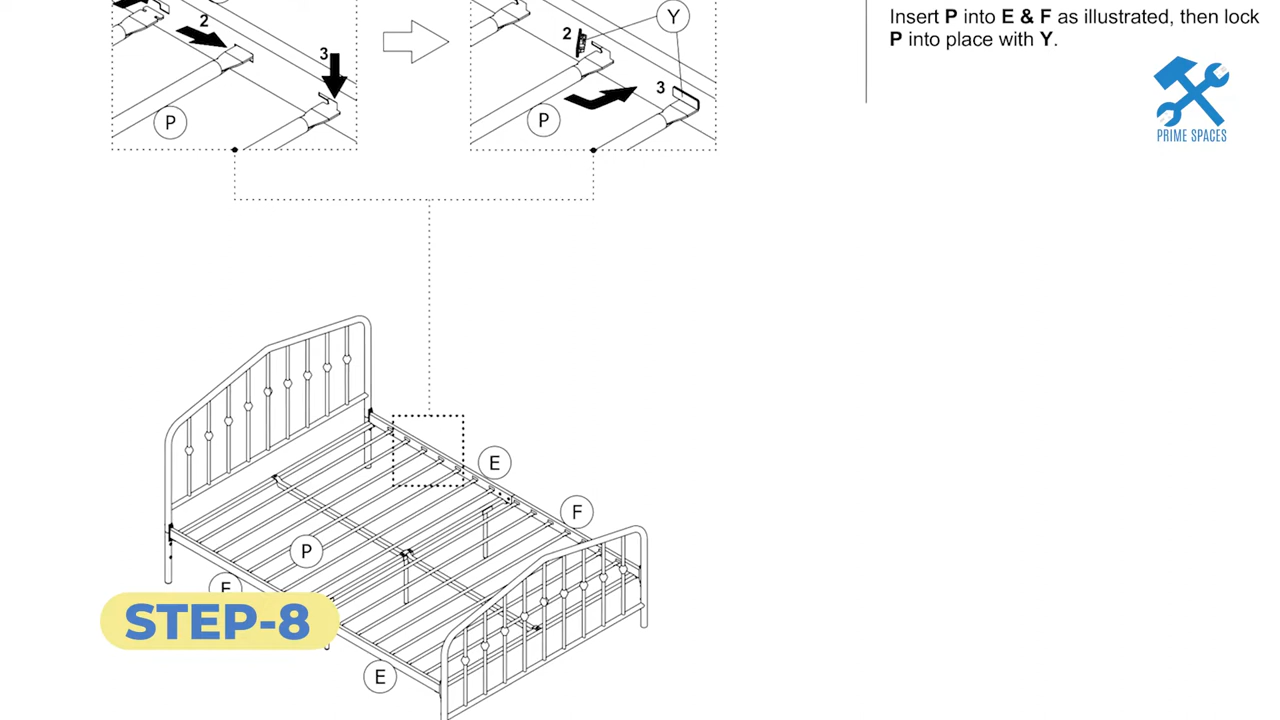 2
3
P
Y
2
3
P
Insert P into E & F as illustrated, then lock
P into place with Y.
PRIME SPACES
E
F
P
STEP-8
E